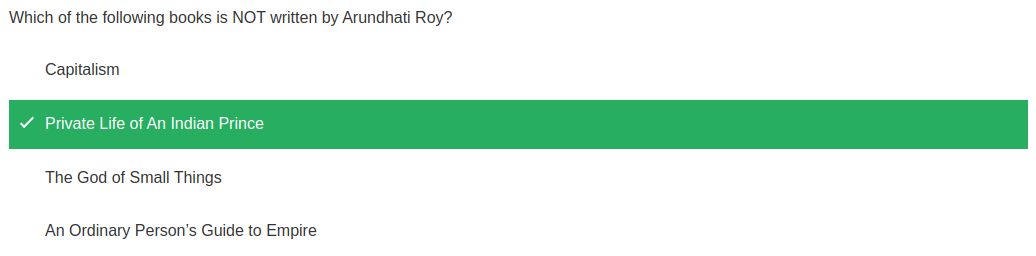 Which of the following books is NOT written by Arundhati Roy?
Capitalism
Private Life of An Indian Prince
The God of Small Things
An Ordinary Person’s Guide to Empire